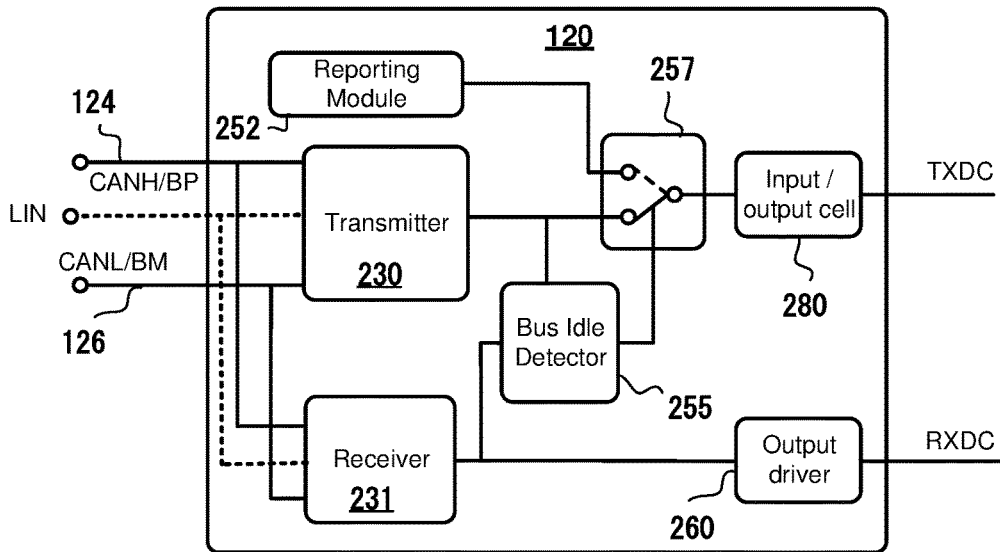 120
Reporting
Module
252
257
124
CANH/BP
LIN
CANL/BM
126
Transmitter
230
Input /
output cell
280
TXDC
Bus Idle
Detector
255
Receiver
231
Output
driver
260
RXDC